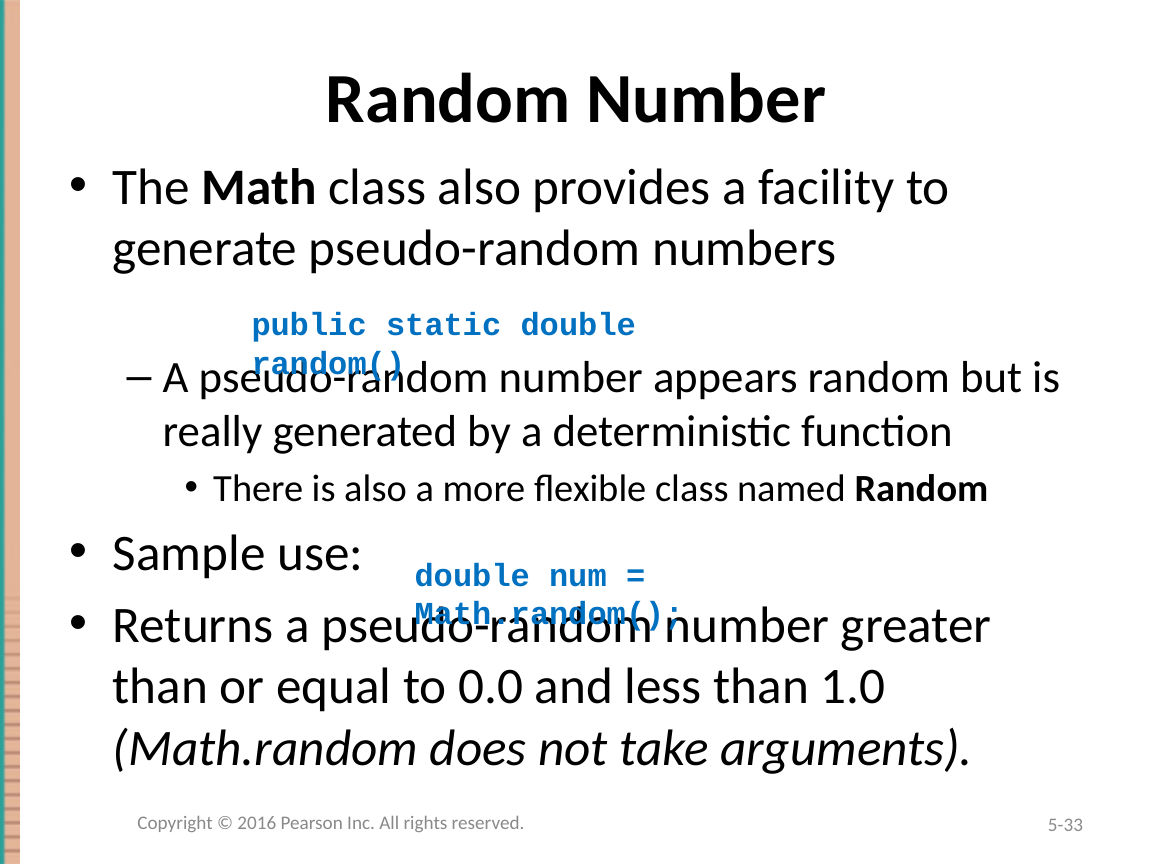 Random Number
• The Math class also provides a facility to
generate pseudo-random numbers
public static double
random()
– A pseudo-random number appears random but is
really generated by a deterministic function
• There is also a more flexible class named Random
• Sample use:
double num =
Math.random();
• Returns a pseudo-random number greater
than or equal to 0.0 and less than 1.0
(Math.random does not take arguments).
Copyright © 2016 Pearson Inc. All rights reserved.
5-33